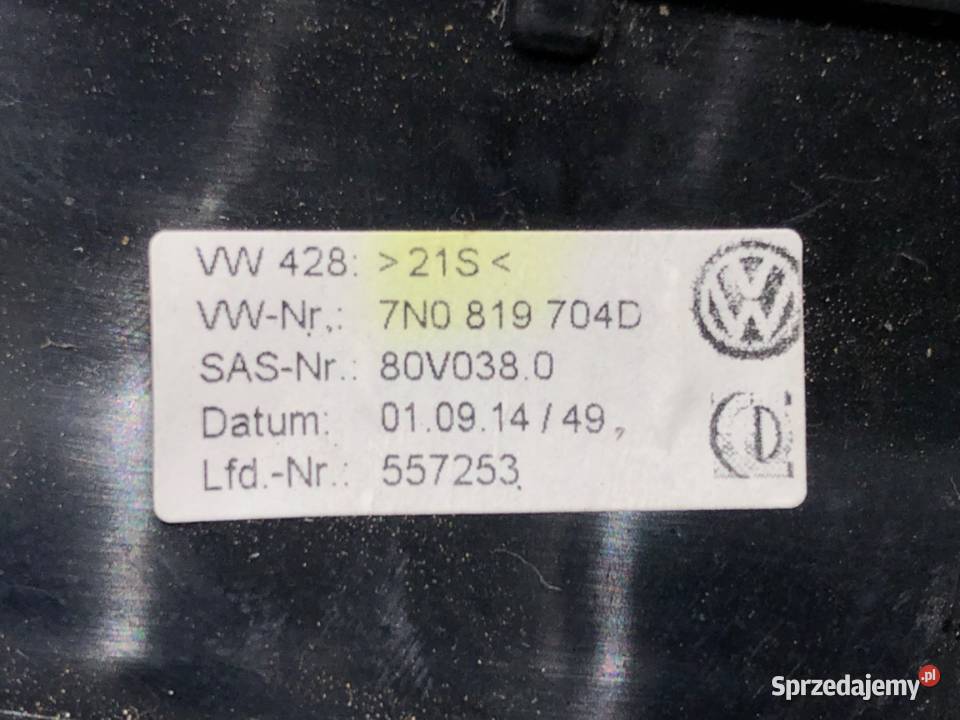 VW 428: >21S<
VW-Nr.: 7N0 819 704D
SAS-Nr.: 80V038.0
Datum: 01.09.14 / 49
Lfd.-Nr.: 557253
VW
D
Sprzedajemy.pl